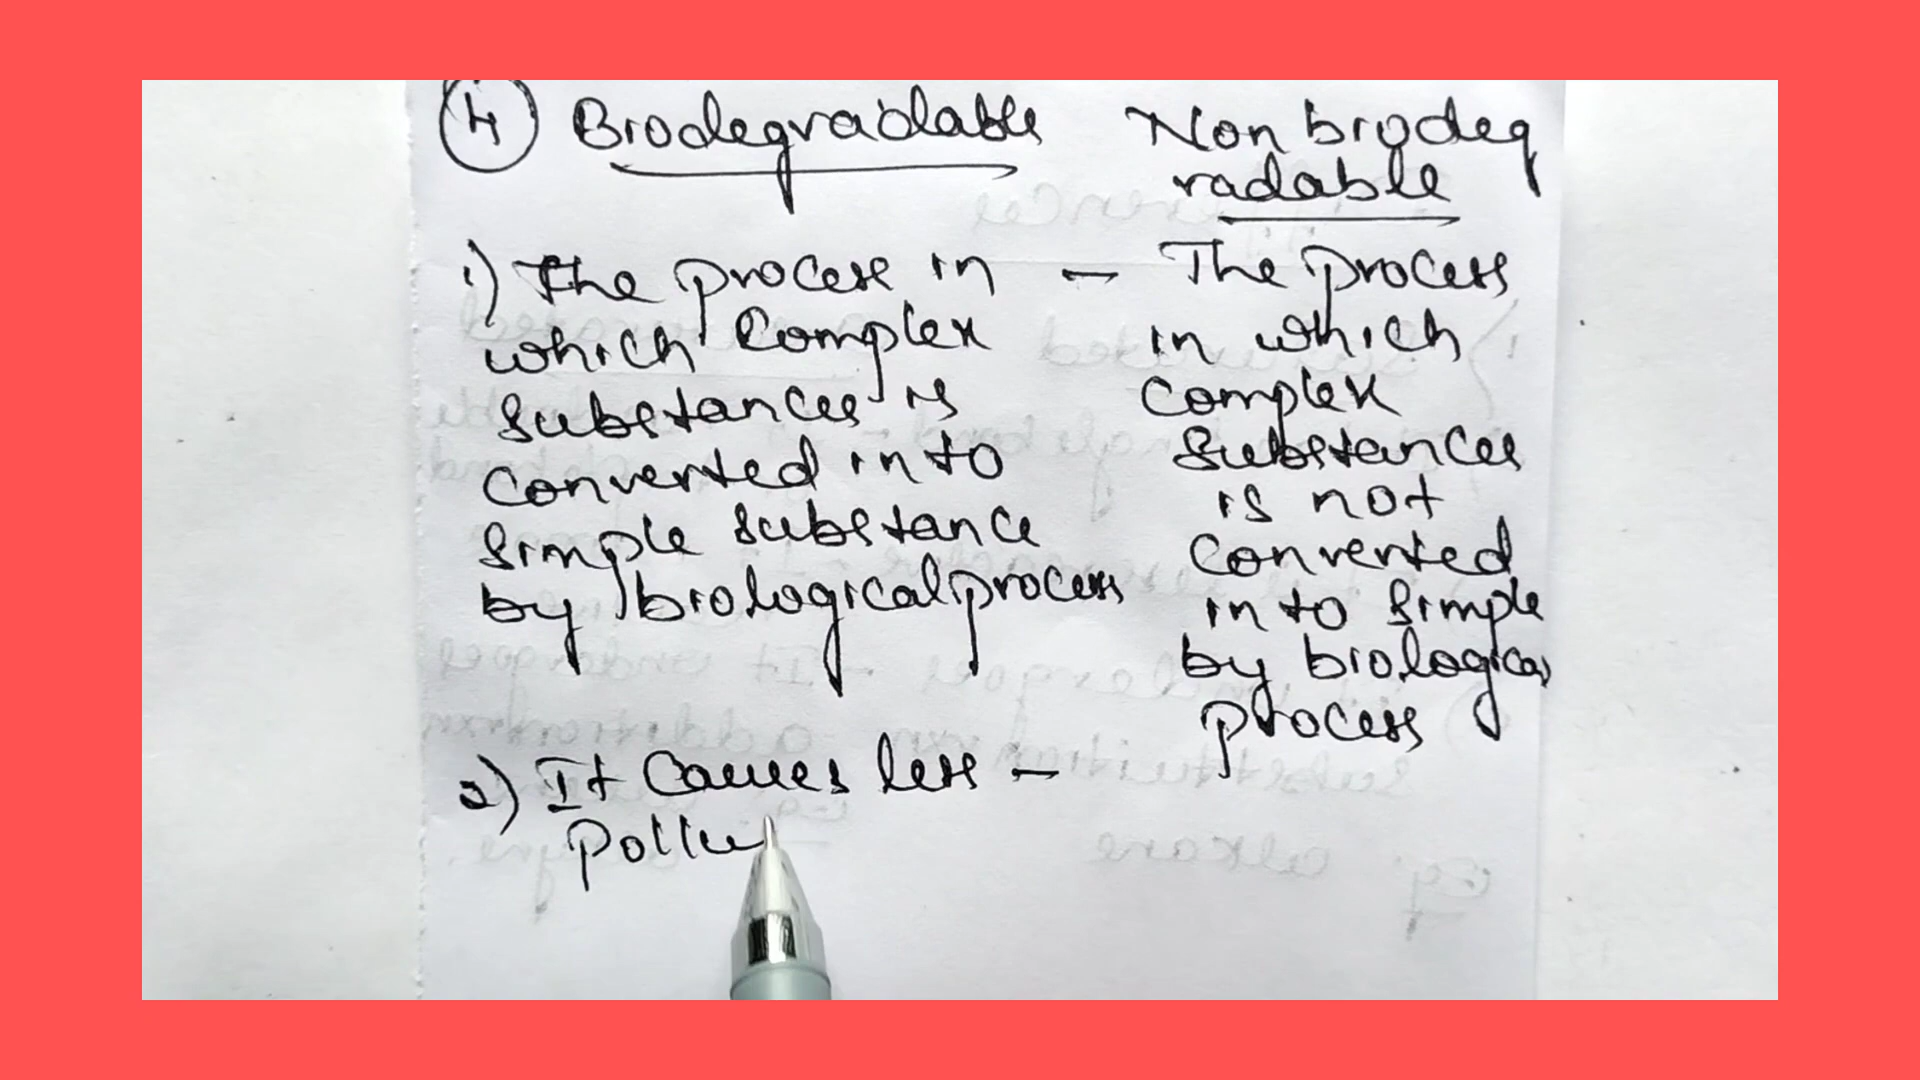 4 Biodegradable
Non biodeg
radable
1) The process in
which Complex
Substances is
Converted into
Simple Substance
by biological process
- The process
in which
Complex
Substances
is not
Converted
into Simple
by biological
process
2) It Causes less -
Pollu